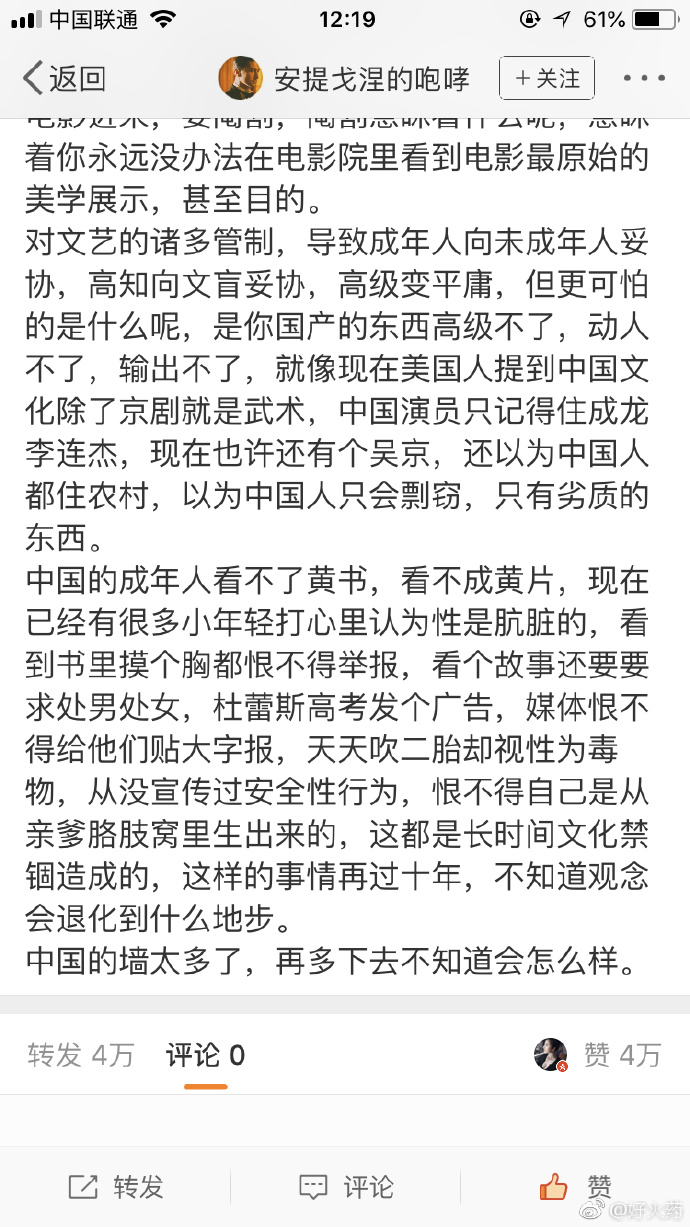 中国联通 12:19 61%
返回 安提戈涅的咆哮 +关注
电影进来，要阉割，阉割意味着什么呢，意味
着你永远没办法在电影院里看到电影最原始的
美学展示，甚至目的。
对文艺的诸多管制，导致成年人向未成年人妥
协，高知向文盲妥协，高级变平庸，但更可怕
的是什么呢，是你国产的东西高级不了，动人
不了，输出不了，就像现在美国人提到中国文
化除了京剧就是武术，中国演员只记得住成龙
李连杰，现在也许还有个吴京，还以为中国人
都住农村，以为中国人只会剽窃，只有劣质的
东西。
中国的成年人看不了黄书，看不成黄片，现在
已经有很多小年轻打心里认为性是肮脏的，看
到书里摸个胸都恨不得举报，看个故事还要要
求处男处女，杜蕾斯高考发个广告，媒体恨不
得给他们贴大字报，天天吹二胎却视性为毒
物，从没宣传过安全性行为，恨不得自己是从
亲爹胳肢窝里生出来的，这都是长时间文化禁
锢造成的，这样的事情再过十年，不知道观念
会退化到什么地步。
中国的墙太多了，再多下去不知道会怎么样。
转发 4万 评论 0 赞 4万
转发 评论 赞
@好火药